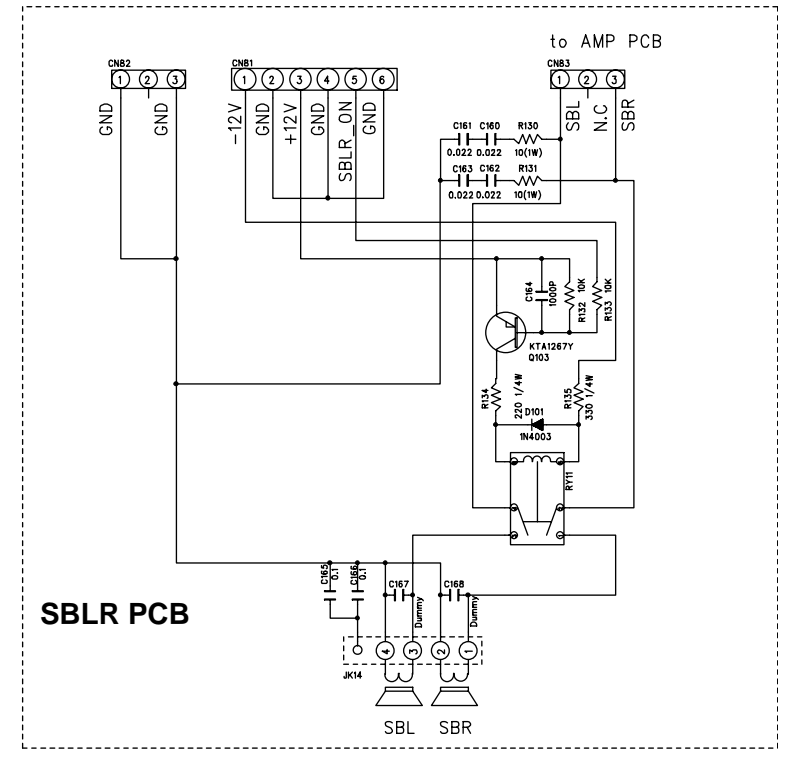 to AMP PCB
CN82
CN81
CN83
1 2 3
1 2 3 4 5 6
1 2 3
GND
GND
-12V
GND
+12V
GND
SBLR_ON
GND
SBL
N.C
SBR
C161 C160 R130
0.022 0.022 10(1W)
C163 C162 R131
0.022 0.022 10(1W)
C164
1000P
R132 10K
R133 10K
KTA1267Y
Q103
R134
220 1/4W
R135
330 1/4W
D101
1N4003
RY11
C165
0.1
C166
0.1
C167
Dummy
C168
Dummy
SBLR PCB
JK14
4 3 2 1
SBL SBR